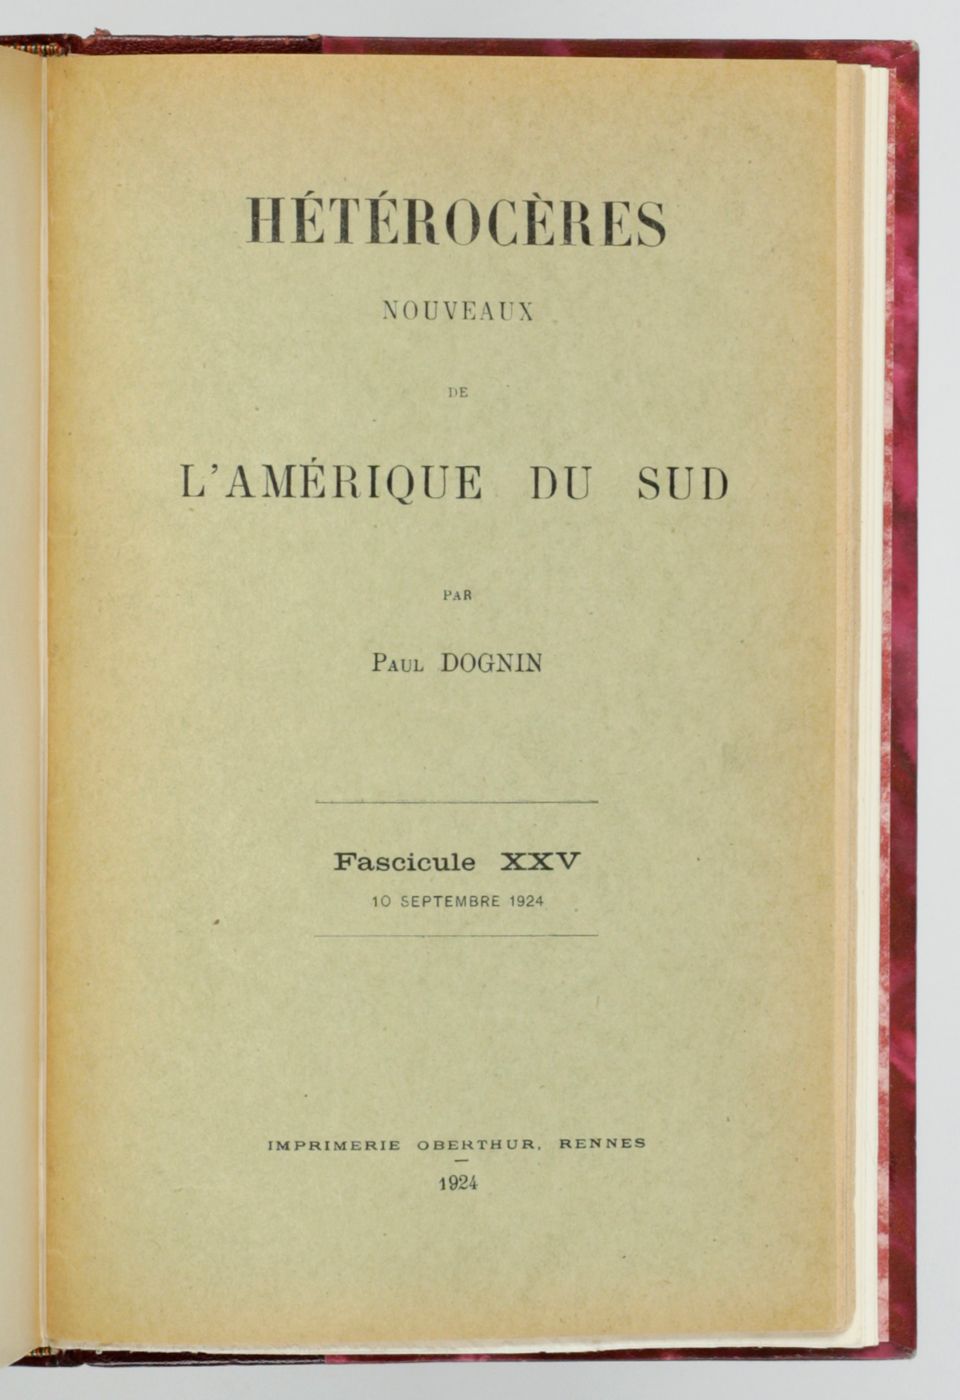 HÉTÉROCÈRES
NOUVEAUX
DE
L'AMÉRIQUE DU SUD
PAR
PAUL DOGNIN
Fascicule XXV
10 SEPTEMBRE 1924
IMPRIMERIE OBERTHUR, RENNES
1924